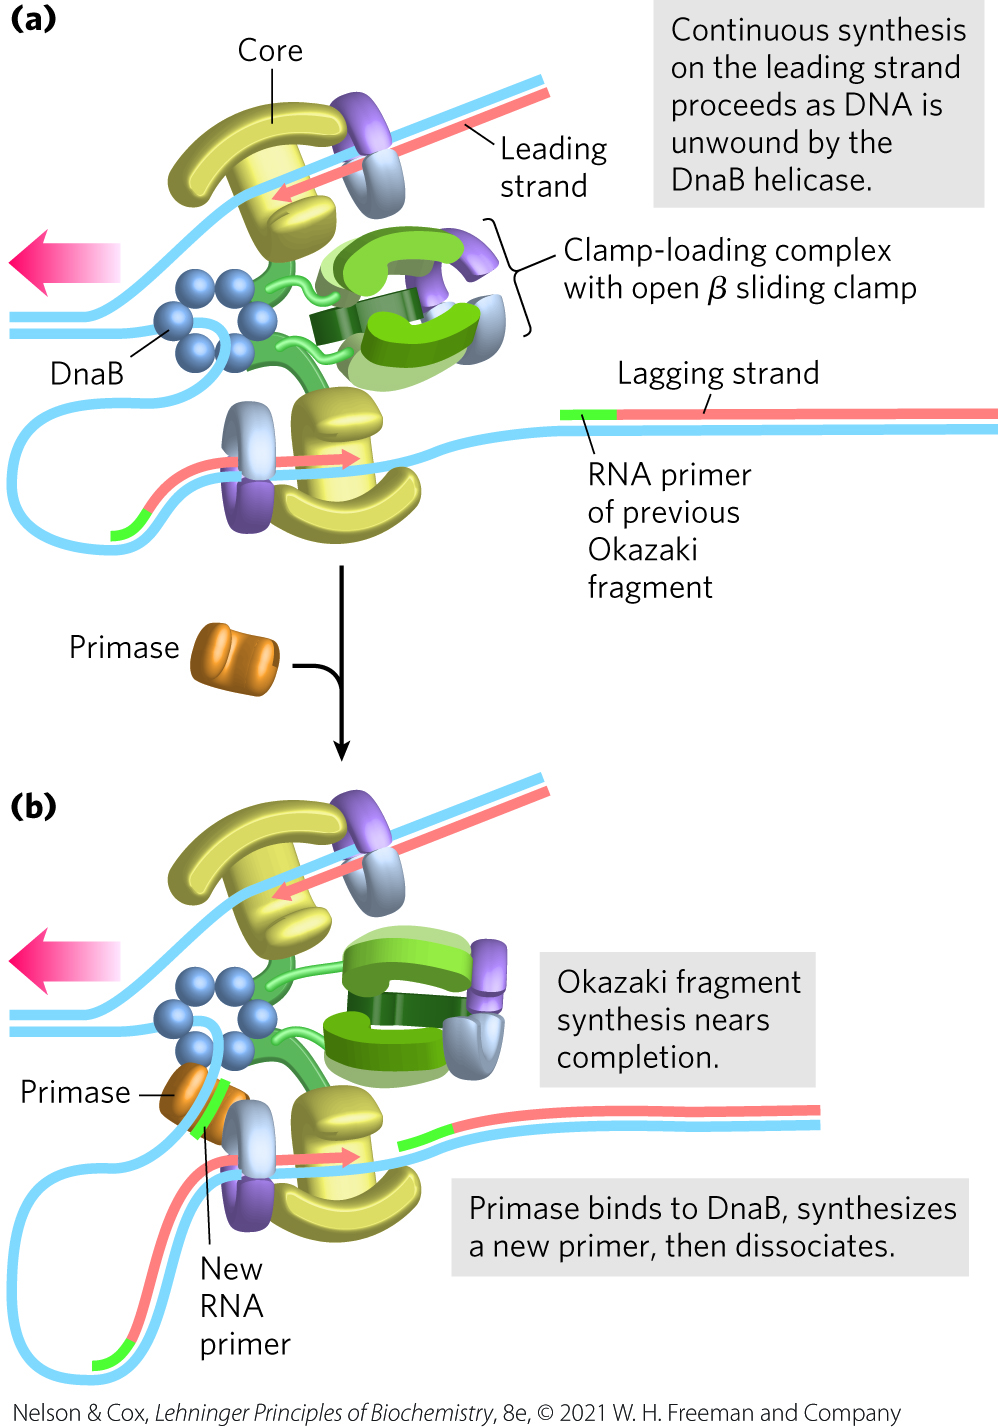 (a)
Core
Continuous synthesis
on the leading strand
proceeds as DNA is
unwound by the
DnaB helicase.
Leading
strand
Clamp-loading complex
with open β sliding clamp
DnaB
Lagging strand
RNA primer
of previous
Okazaki
fragment
Primase
(b)
Okazaki fragment
synthesis nears
completion.
Primase
Primase binds to DnaB, synthesizes
a new primer, then dissociates.
New
RNA
primer
Nelson & Cox, Lehninger Principles of Biochemistry, 8e, © 2021 W. H. Freeman and Company